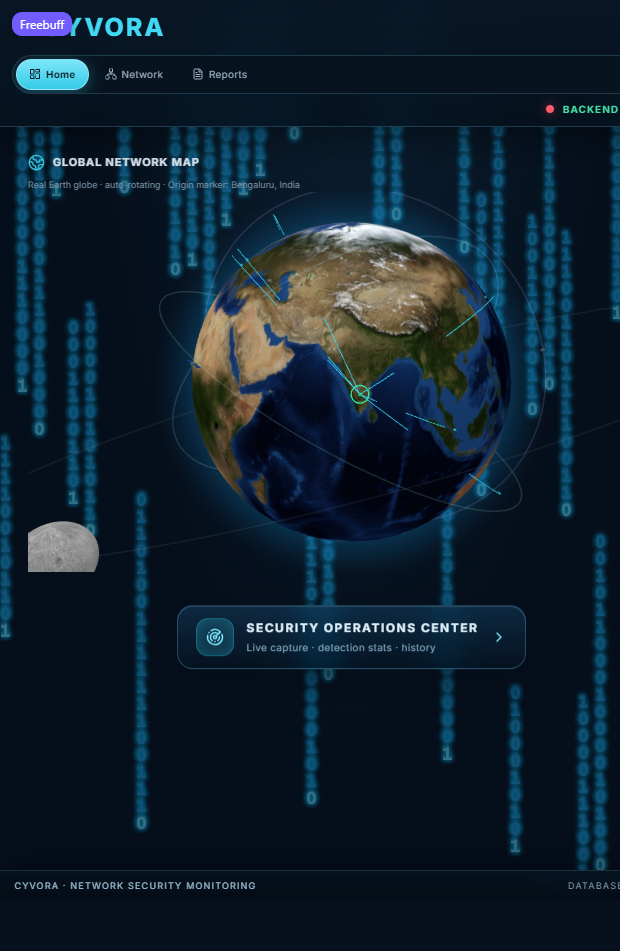 Freebuff
YVORA
Home
Network
Reports
BACKEND
GLOBAL NETWORK MAP
Real Earth globe · auto-rotating · Origin marker: Bengaluru, India
SECURITY OPERATIONS CENTER
Live capture · detection stats · history
CYVORA · NETWORK SECURITY MONITORING
DATABASE